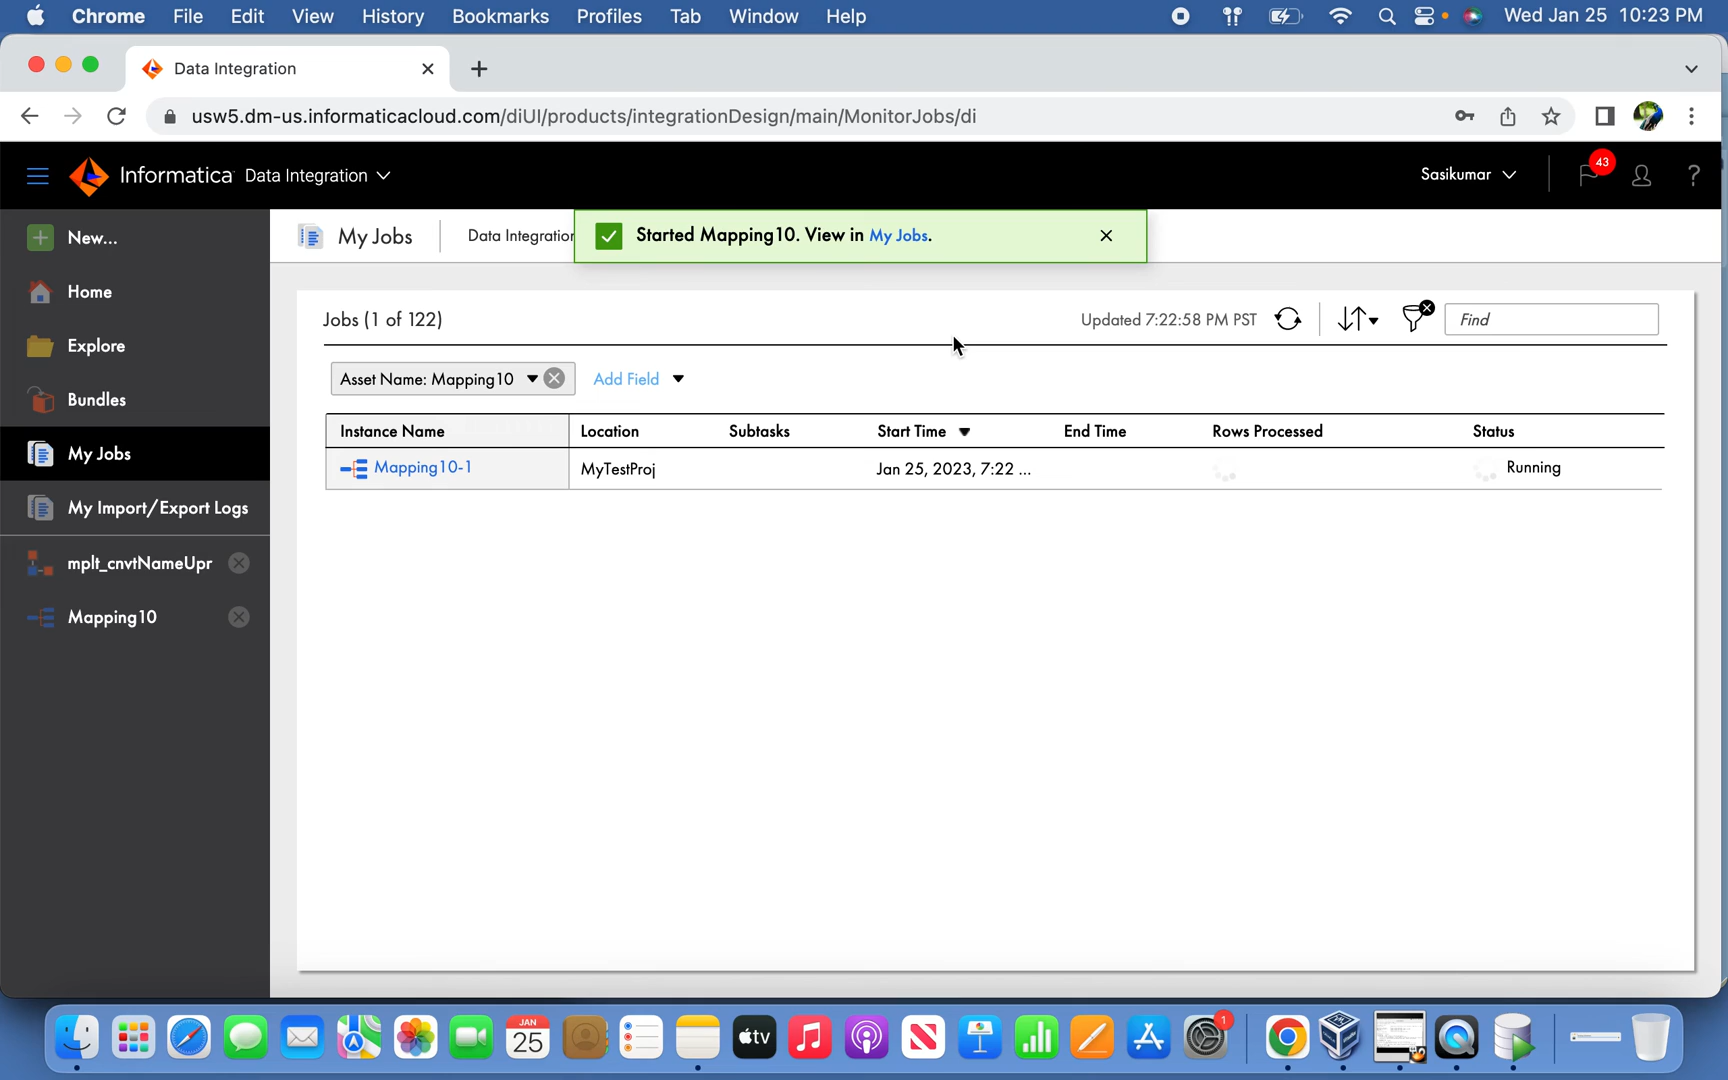 Chrome File Edit View History Bookmarks Profiles Tab Window Help Wed Jan 25 10:23 PM
Data Integration
usw5.dm-us.informaticacloud.com/diUI/products/integrationDesign/main/MonitorJobs/di
Informatica Data Integration Sasikumar 43 ?
New...
Home
Explore
Bundles
My Jobs
My Import/Export Logs
mplt_cnvtNameUpr
Mapping10
My Jobs Data Integration
Started Mapping10. View in My Jobs.
Jobs (1 of 122) Updated 7:22:58 PM PST Find
Asset Name: Mapping10 Add Field
Instance Name Location Subtasks Start Time End Time Rows Processed Status
Mapping10-1 MyTestProj Jan 25, 2023, 7:22 ... Running
JAN
25
tv
1